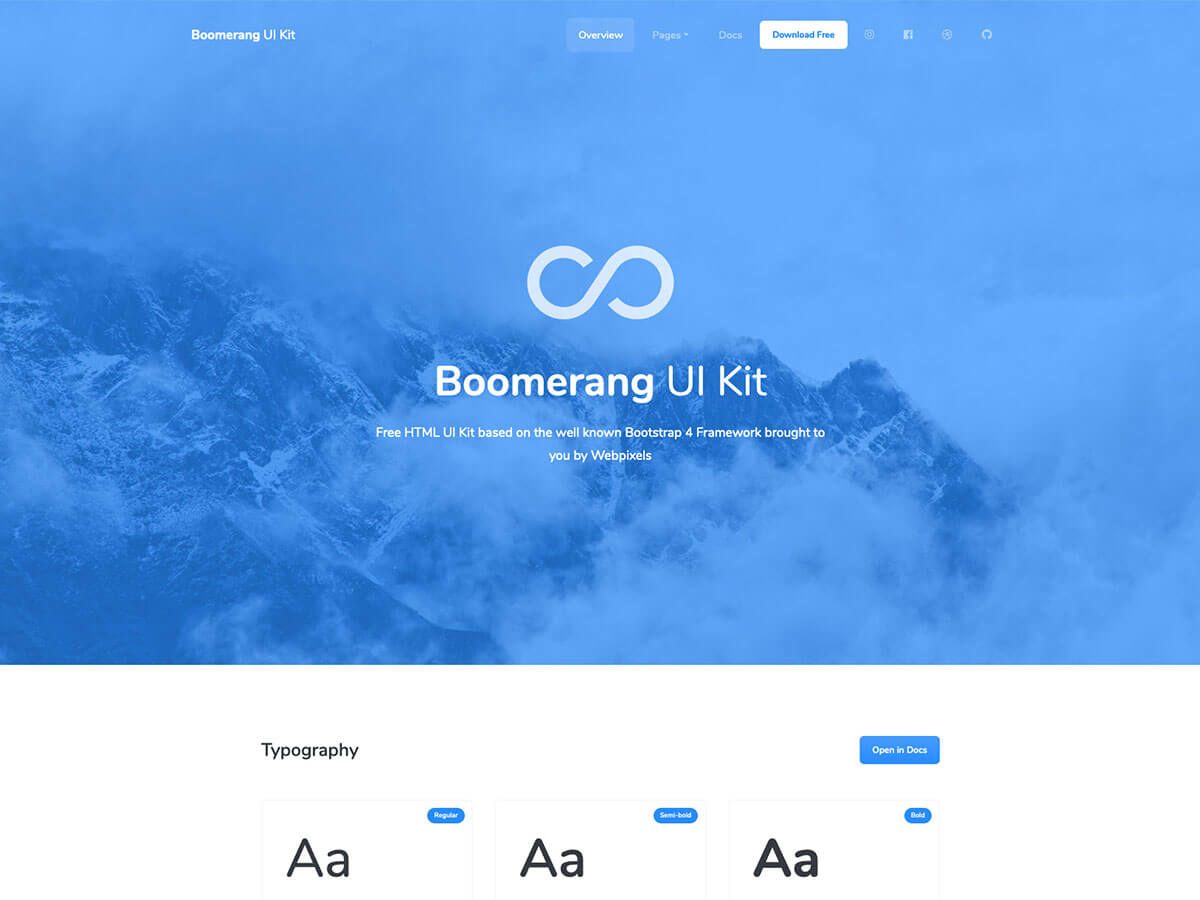 Boomerang UI Kit
Overview
Pages
Docs
Download Free
Boomerang UI Kit
Free HTML UI Kit based on the well known Bootstrap 4 Framework brought to
you by Webpixels
Typography
Open in Docs
Regular
Semi-bold
Bold
Aa
Aa
Aa